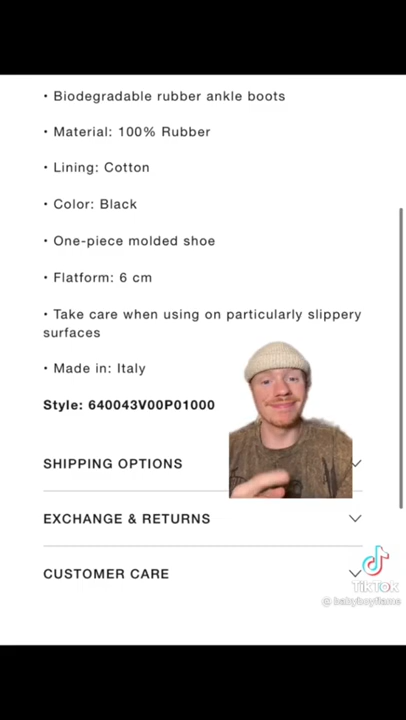 • Biodegradable rubber ankle boots
• Material: 100% Rubber
• Lining: Cotton
• Color: Black
• One-piece molded shoe
• Flatform: 6 cm
• Take care when using on particularly slippery
surfaces
• Made in: Italy
Style: 640043V00P01000
SHIPPING OPTIONS
EXCHANGE & RETURNS
CUSTOMER CARE
TikTok
@babyboyflame